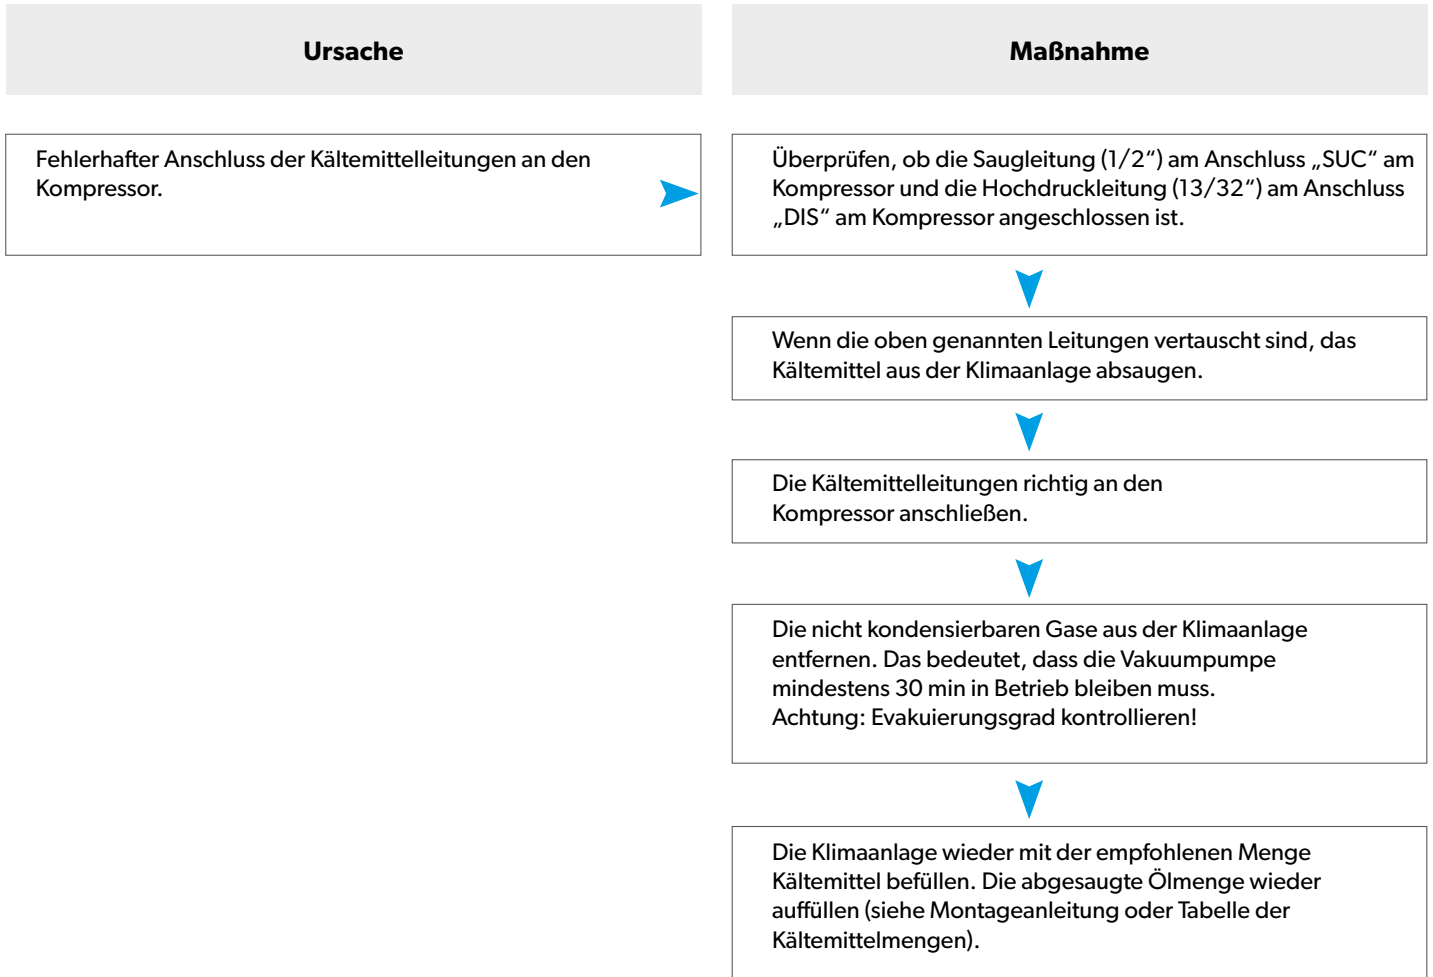 Ursache
Maßnahme
Fehlerhafter Anschluss der Kältemittelleitungen an den
Kompressor.
Überprüfen, ob die Saugleitung (1/2“) am Anschluss „SUC“ am
Kompressor und die Hochdruckleitung (13/32“) am Anschluss
„DIS“ am Kompressor angeschlossen ist.
Wenn die oben genannten Leitungen vertauscht sind, das
Kältemittel aus der Klimaanlage absaugen.
Die Kältemittelleitungen richtig an den
Kompressor anschließen.
Die nicht kondensierbaren Gase aus der Klimaanlage
entfernen. Das bedeutet, dass die Vakuumpumpe
mindestens 30 min in Betrieb bleiben muss.
Achtung: Evakuierungsgrad kontrollieren!
Die Klimaanlage wieder mit der empfohlenen Menge
Kältemittel befüllen. Die abgesaugte Ölmenge wieder
auffüllen (siehe Montageanleitung oder Tabelle der
Kältemittelmengen).